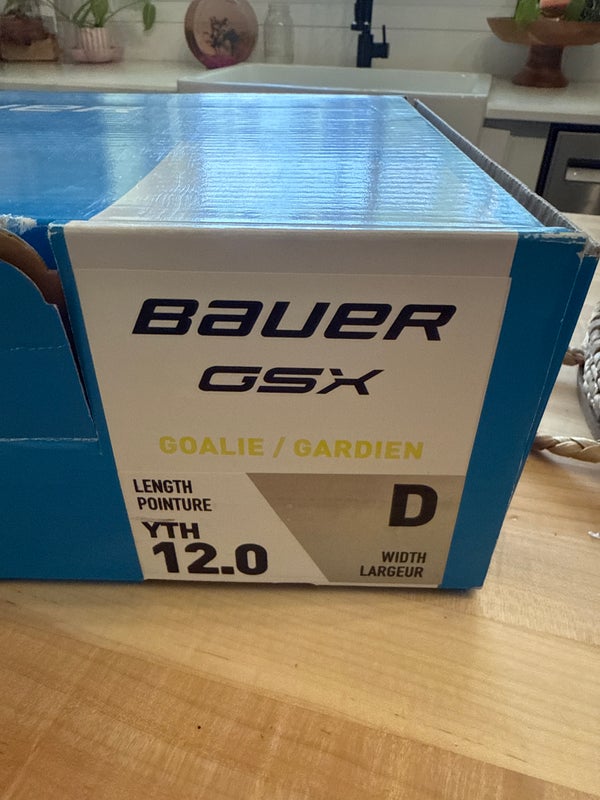 BAUER
GSX
GOALIE / GARDIEN
LENGTH
POINTURE
YTH
12.0
D
WIDTH
LARGEUR